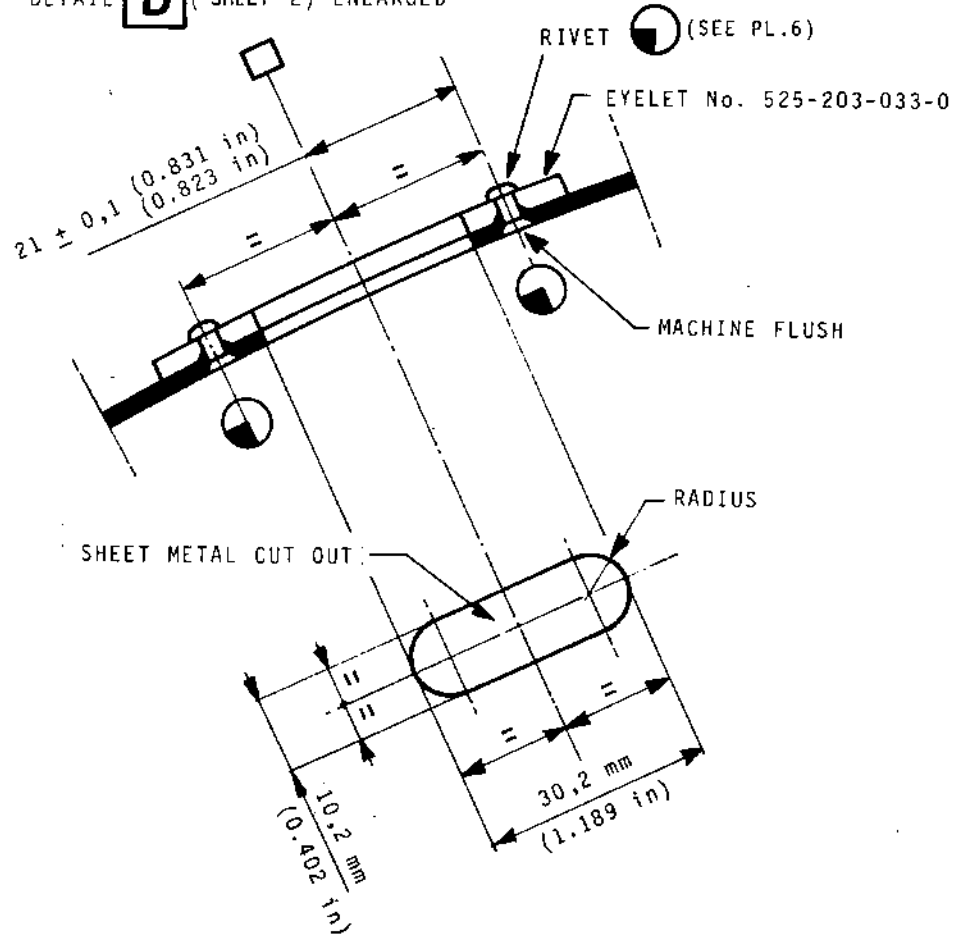 DETAIL D (SHEET 2) ENLARGED
RIVET (SEE PL.6)
EYELET No. 525-203-033-0
21 ± 0,1 (0.831 in)
(0.823 in)
=
=
MACHINE FLUSH
RADIUS
SHEET METAL CUT OUT
=
=
=
=
30,2 mm
(1.189 in)
10,2 mm
(0.402 in)